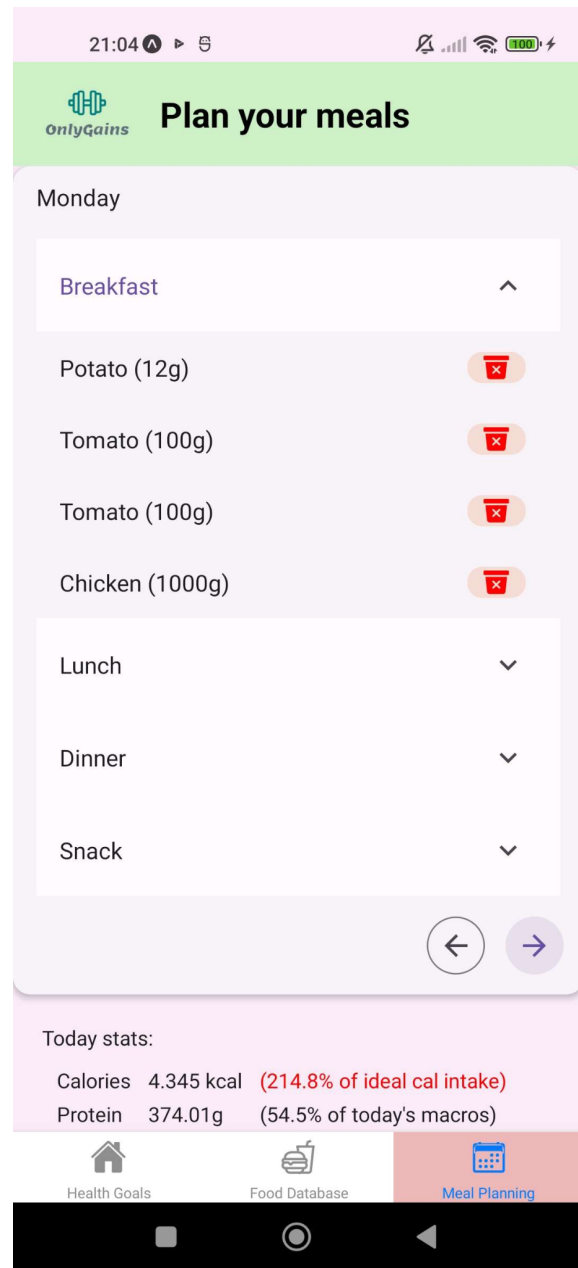 21:04
100
OnlyGains
Plan your meals
Monday
Breakfast
Potato (12g)
Tomato (100g)
Tomato (100g)
Chicken (1000g)
Lunch
Dinner
Snack
Today stats:
Calories 4.345 kcal (214.8% of ideal cal intake)
Protein 374.01g (54.5% of today's macros)
Health Goals Food Database Meal Planning